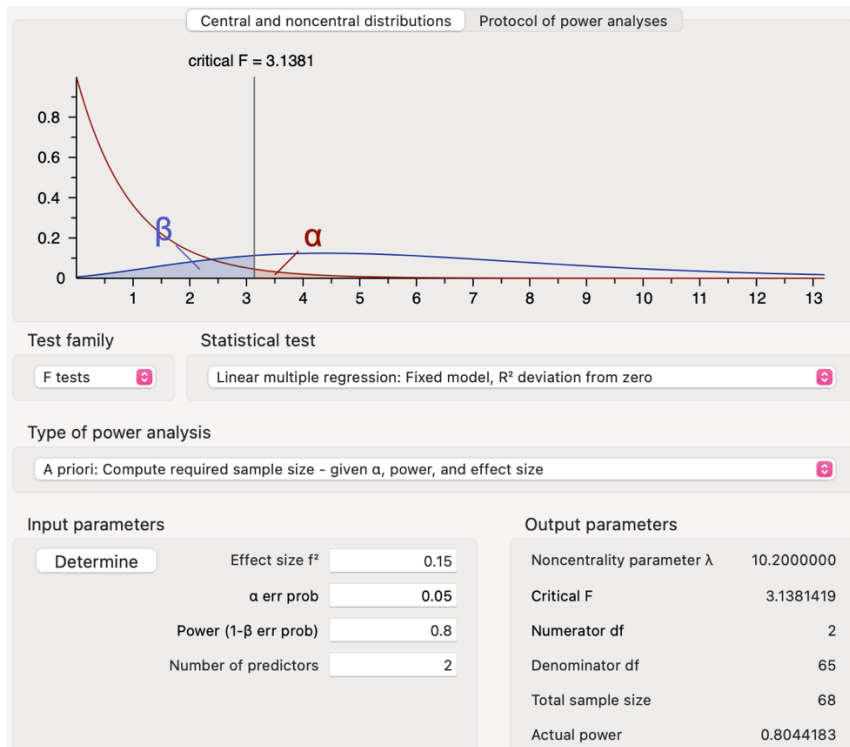 Central and noncentral distributions Protocol of power analyses
critical F = 3.1381
0.8
0.6
0.4
0.2
0
β α
1 2 3 4 5 6 7 8 9 10 11 12 13
Test family Statistical test
F tests Linear multiple regression: Fixed model, R² deviation from zero
Type of power analysis
A priori: Compute required sample size - given α, power, and effect size
Input parameters Output parameters
Determine Effect size f² 0.15 Noncentrality parameter λ 10.2000000
α err prob 0.05 Critical F 3.1381419
Power (1-β err prob) 0.8 Numerator df 2
Number of predictors 2 Denominator df 65
Total sample size 68
Actual power 0.8044183